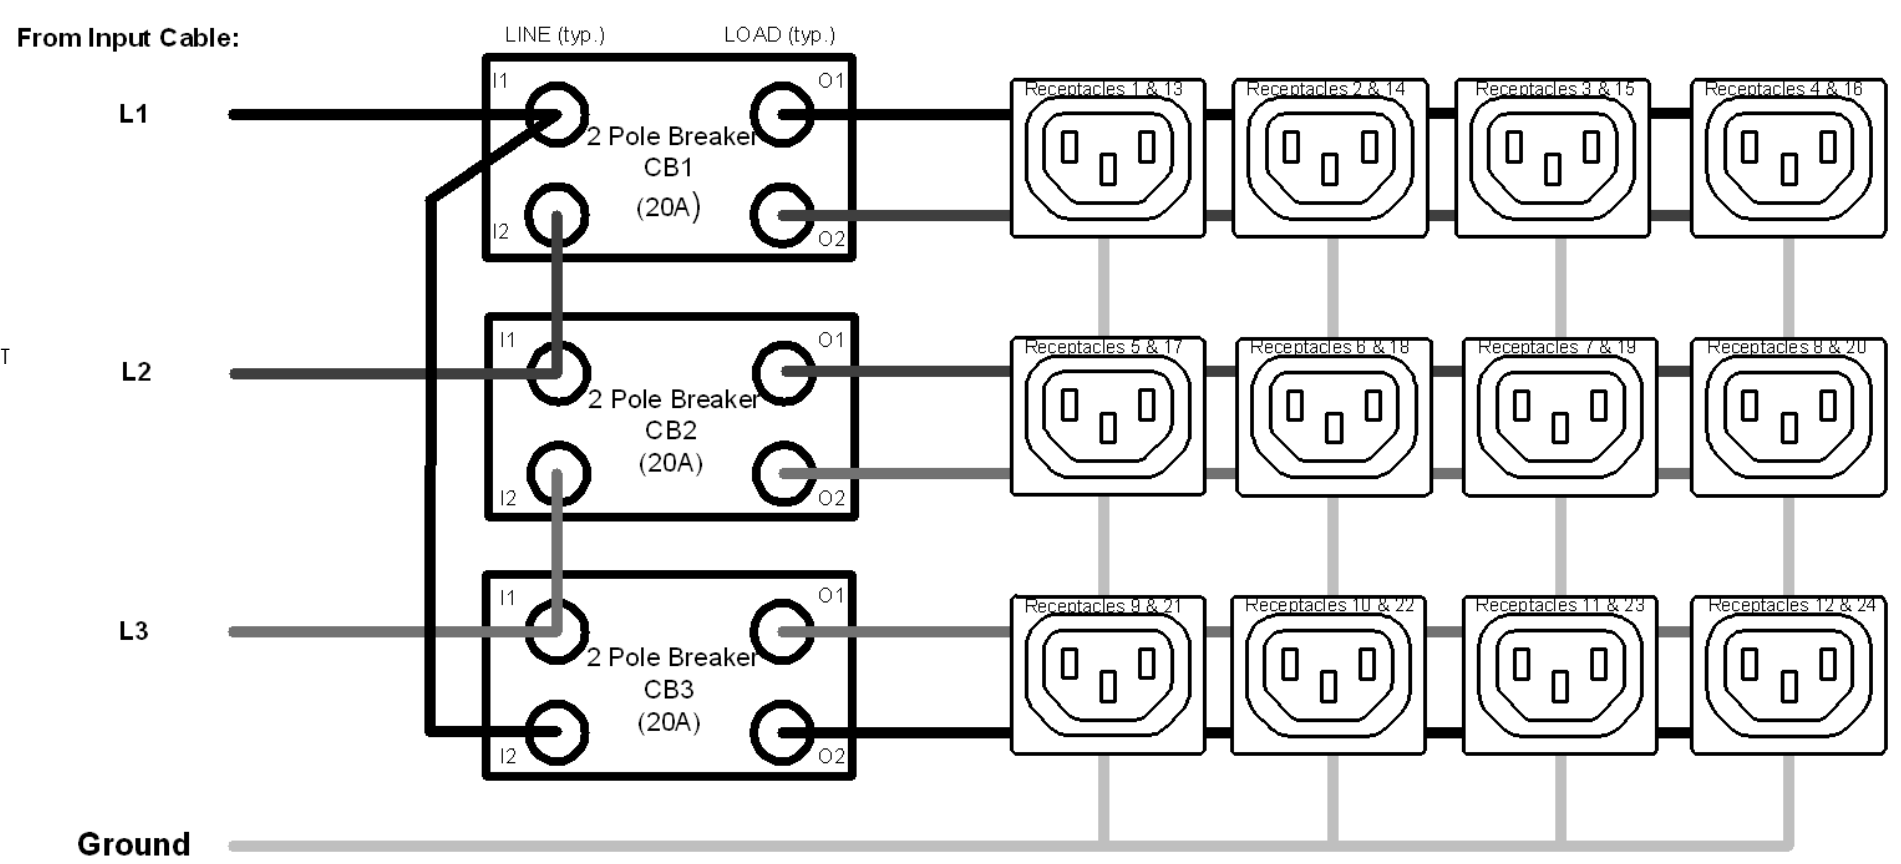 From Input Cable:
LINE (typ.)
LOAD (typ.)
L1
I1
O1
2 Pole Breaker
CB1
(20A)
I2
O2
Receptacles 1 & 13
Receptacles 2 & 14
Receptacles 3 & 15
Receptacles 4 & 16
T
L2
I1
O1
2 Pole Breaker
CB2
(20A)
I2
O2
Receptacles 5 & 17
Receptacles 6 & 18
Receptacles 7 & 19
Receptacles 8 & 20
L3
I1
O1
2 Pole Breaker
CB3
(20A)
I2
O2
Receptacles 9 & 21
Receptacles 10 & 22
Receptacles 11 & 23
Receptacles 12 & 24
Ground